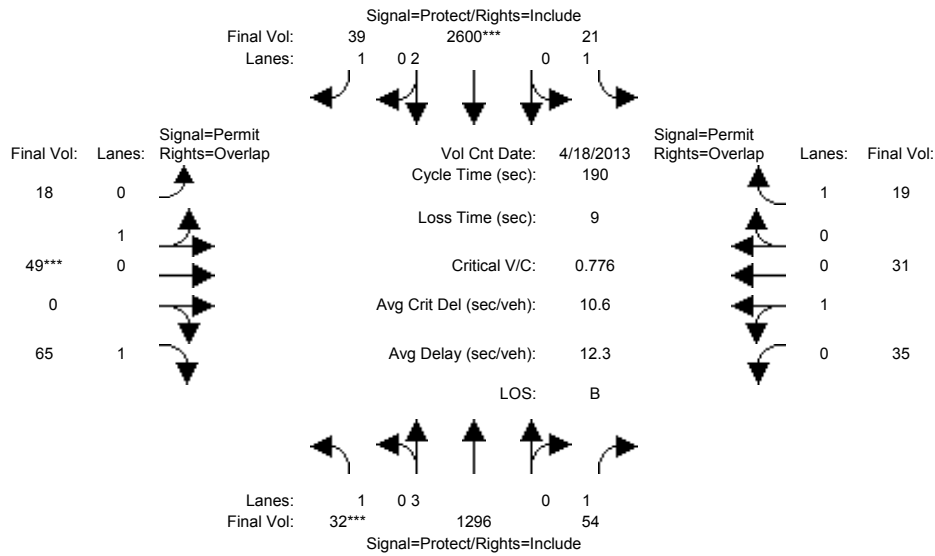 Signal=Protect/Rights=Include
Final Vol: 39 2600*** 21
Lanes: 1 0 2 0 1
Signal=Permit Signal=Permit
Final Vol: Lanes: Rights=Overlap Vol Cnt Date: 4/18/2013 Rights=Overlap Lanes: Final Vol:
Cycle Time (sec): 190
18 0 1 19
Loss Time (sec): 9
1 0
49*** 0 Critical V/C: 0.776 0 31
0 Avg Crit Del (sec/veh): 10.6 1
65 1 Avg Delay (sec/veh): 12.3 0 35
LOS: B
Lanes: 1 0 3 0 1
Final Vol: 32*** 1296 54
Signal=Protect/Rights=Include